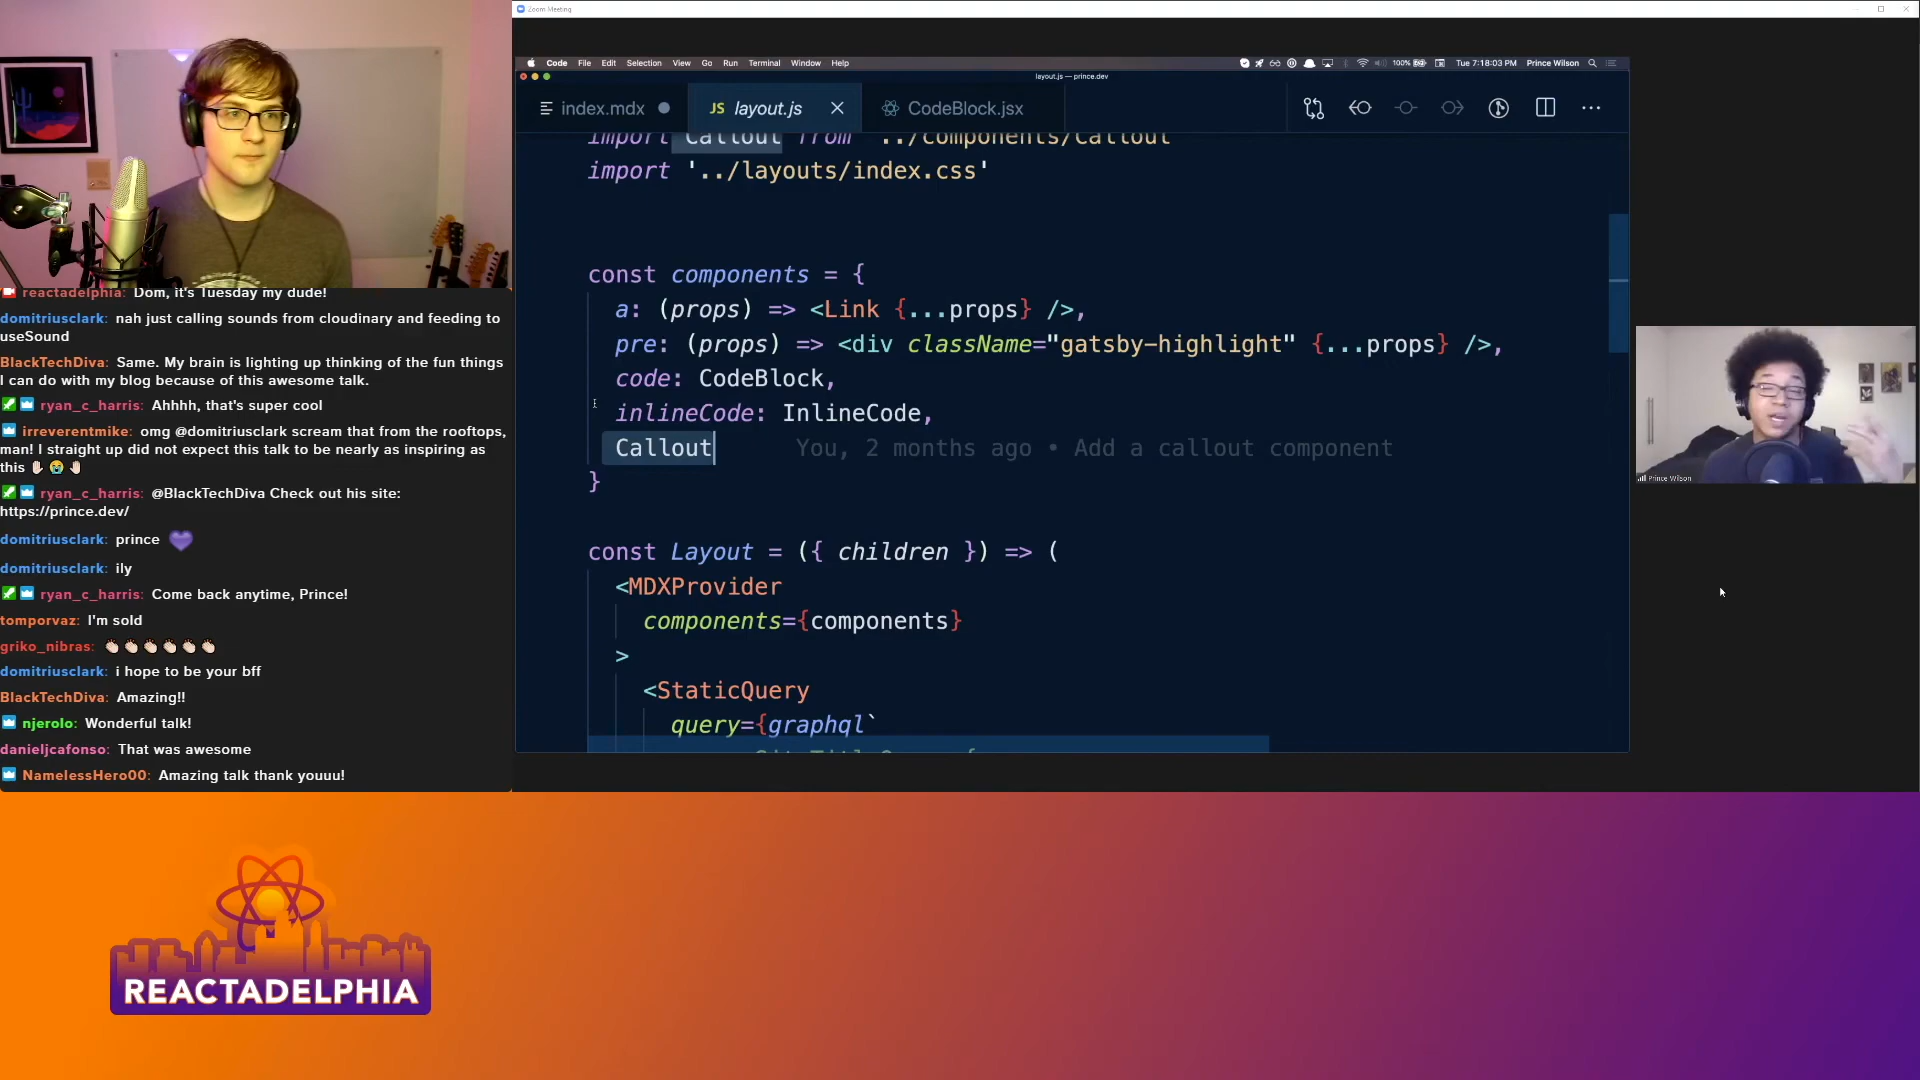 Zoom Meeting
Code File Edit Selection View Go Run Terminal Window Help
100% Tue 7:18:03 PM Prince Wilson
layout.js — prince.dev
index.mdx
JS layout.js
CodeBlock.jsx
import Callout from '../components/Callout'
import '../layouts/index.css'
const components = {
a: (props) => <Link {...props} />,
pre: (props) => <div className="gatsby-highlight" {...props} />,
code: CodeBlock,
inlineCode: InlineCode,
Callout You, 2 months ago • Add a callout component
}
const Layout = ({ children }) => (
<MDXProvider
components={components}
>
<StaticQuery
query={graphql`
reactadelphia: Dom, it's Tuesday my dude!
domitriusclark: nah just calling sounds from cloudinary and feeding to
useSound
BlackTechDiva: Same. My brain is lighting up thinking of the fun things
I can do with my blog because of this awesome talk.
ryan_c_harris: Ahhhh, that's super cool
irreverentmike: omg @domitriusclark scream that from the rooftops,
man! I straight up did not expect this talk to be nearly as inspiring as
this ✋🏻😭🤚🏻
ryan_c_harris: @BlackTechDiva Check out his site:
https://prince.dev/
domitriusclark: prince 💜
domitriusclark: ily
ryan_c_harris: Come back anytime, Prince!
tomporvaz: I'm sold
griko_nibras: 👏🏻👏🏻👏🏻👏🏻👏🏻👏🏻
domitriusclark: i hope to be your bff
BlackTechDiva: Amazing!!
njerolo: Wonderful talk!
danieljcafonso: That was awesome
NamelessHero00: Amazing talk thank youuu!
Prince Wilson
REACTADELPHIA